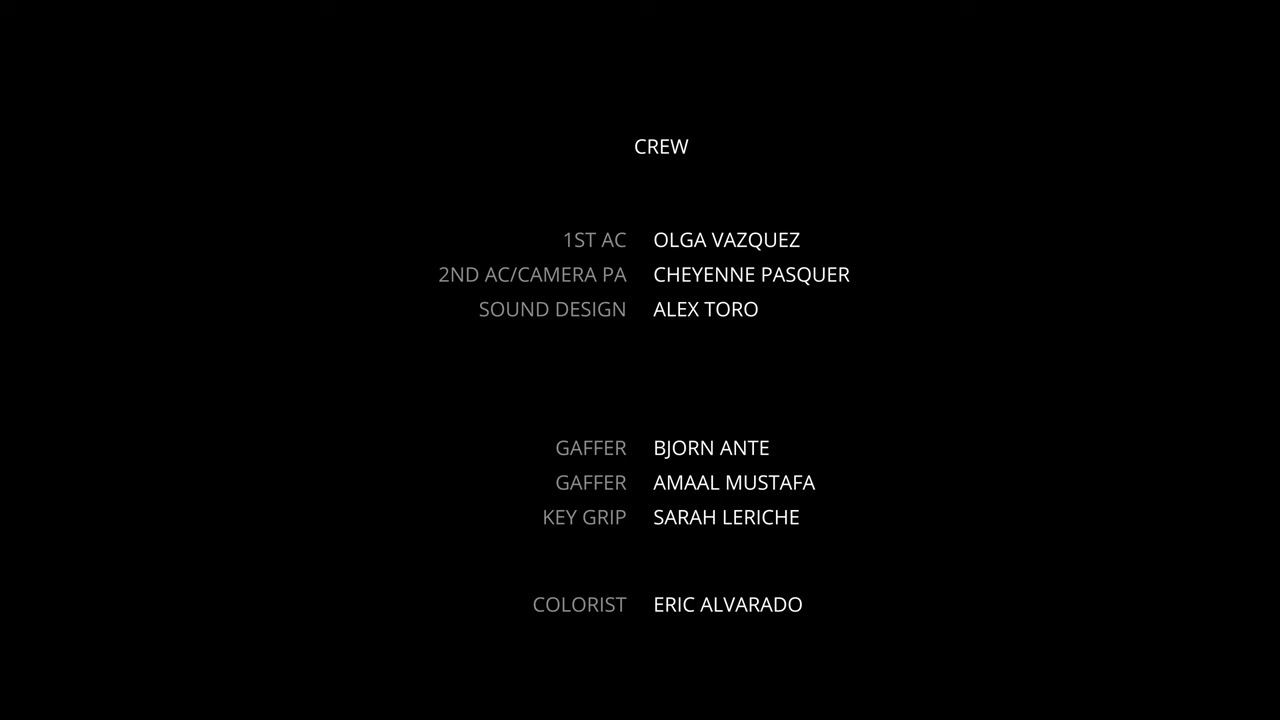 CREW
1ST AC OLGA VAZQUEZ
2ND AC/CAMERA PA CHEYENNE PASQUER
SOUND DESIGN ALEX TORO
GAFFER BJORN ANTE
GAFFER AMAAL MUSTAFA
KEY GRIP SARAH LERICHE
COLORIST ERIC ALVARADO